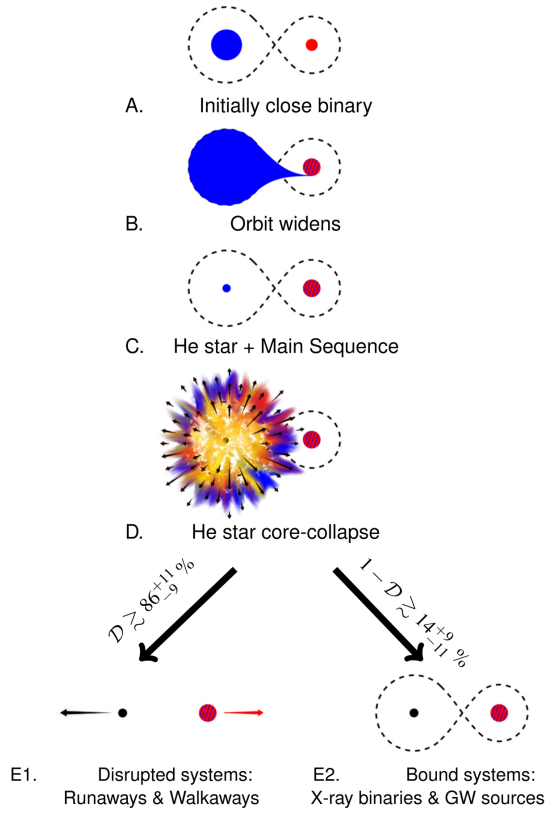 A. Initially close binary
B. Orbit widens
C. He star + Main Sequence
D. He star core-collapse
𝒟 ≳ 86⁺¹¹₋₉ %
1 − 𝒟 ≳ 14⁺⁹₋₁₁ %
E1. Disrupted systems:
Runaways & Walkaways
E2. Bound systems:
X-ray binaries & GW sources